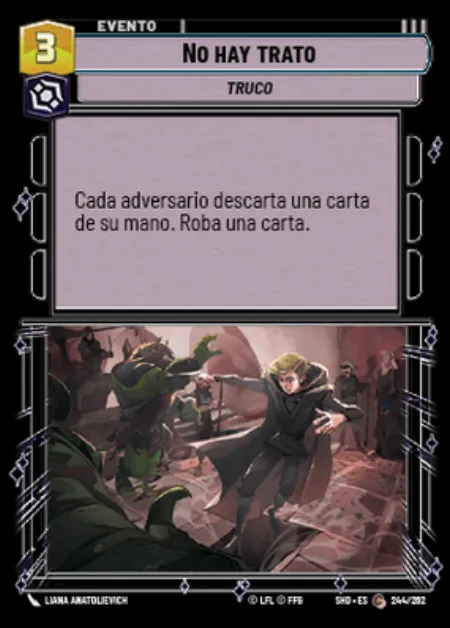 EVENTO
3
NO HAY TRATO
TRUCO
Cada adversario descarta una carta
de su mano. Roba una carta.
LIANA ANATOLIEVICH
© LFL © FFG
SHD • ES
244/262